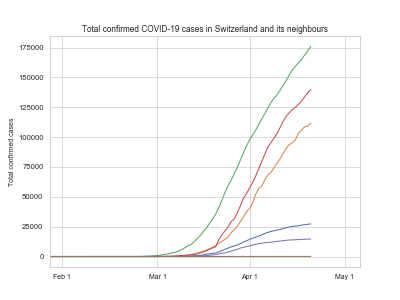 Total confirmed COVID-19 cases in Switzerland and its neighbours
175000
150000
125000
100000
75000
50000
25000
0
Total confirmed cases
Feb 1
Mar 1
Apr 1
May 1